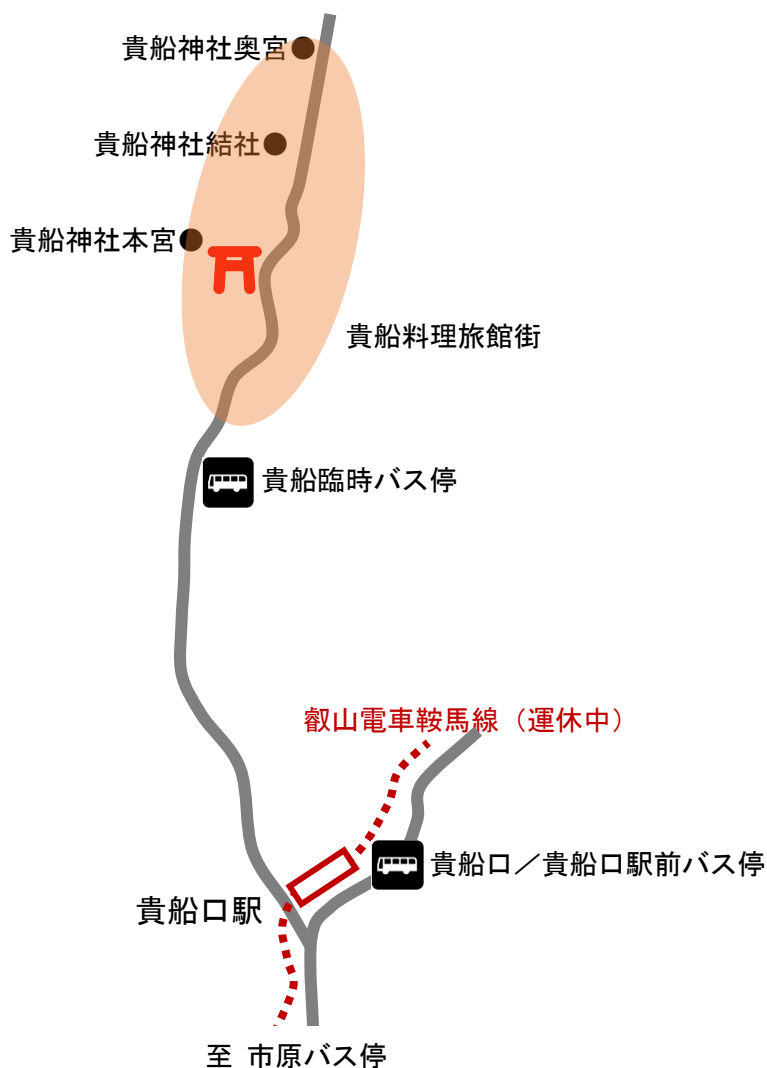 貴船神社奥宮
貴船神社結社
貴船神社本宮
貴船料理旅館街
貴船臨時バス停
叡山電車鞍馬線（運休中）
貴船口／貴船口駅前バス停
貴船口駅
至 市原バス停